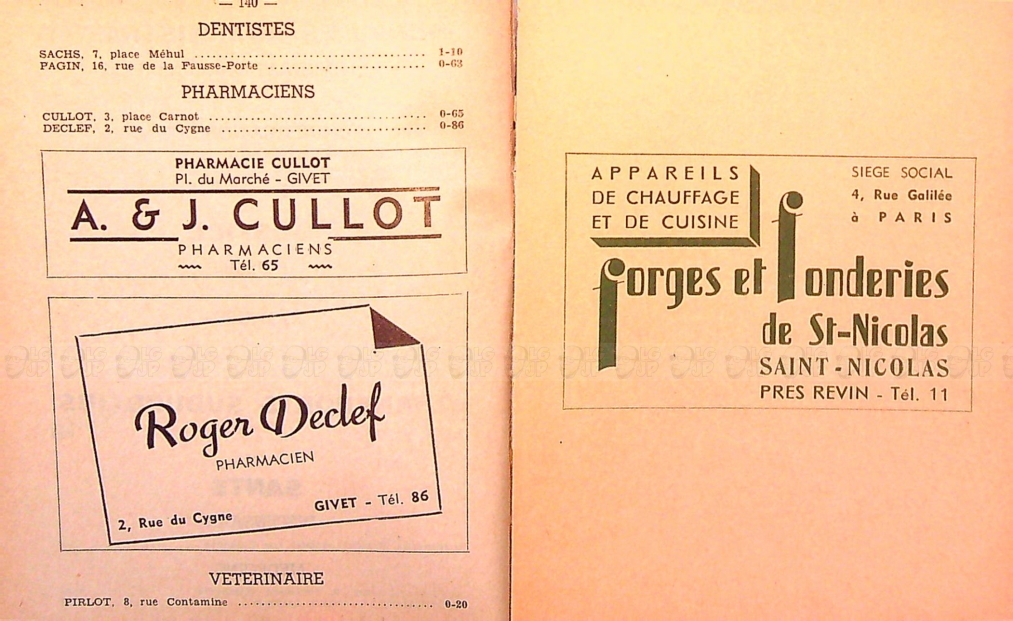 — 140 —
DENTISTES
SACHS, 7, place Méhul ........................................ 1-10
PAGIN, 16, rue de la Fausse-Porte ........................... 0-63
PHARMACIENS
CULLOT, 3, place Carnot ..................................... 0-65
DECLEF, 2, rue du Cygne ................................... 0-86
PHARMACIE CULLOT
Pl. du Marché - GIVET
A. & J. CULLOT
PHARMACIENS
Tél. 65
Roger Declef
PHARMACIEN
GIVET - Tél. 86
2, Rue du Cygne
VETERINAIRE
PIRLOT, 8, rue Contamine .................................. 0-20
APPAREILS
DE CHAUFFAGE
ET DE CUISINE
SIEGE SOCIAL
4, Rue Galilée
à PARIS
Forges et Fonderies
de St-Nicolas
SAINT-NICOLAS
PRES REVIN - Tél. 11